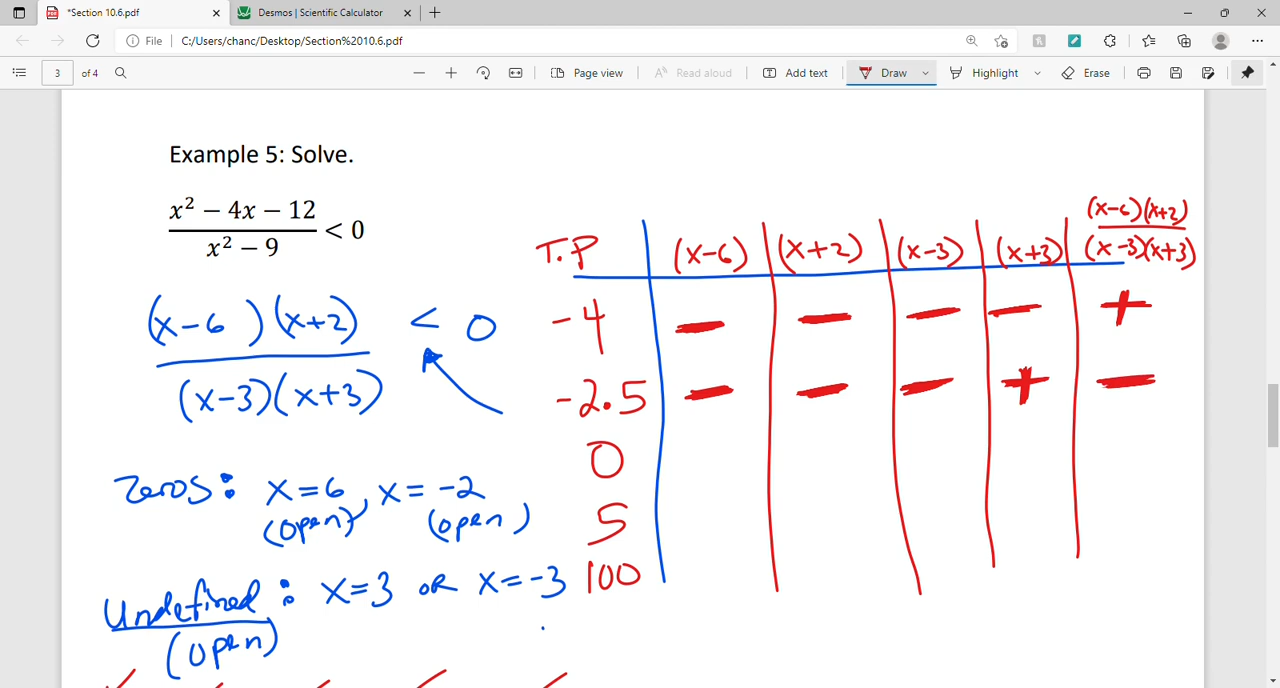 *Section 10.6.pdf
Desmos | Scientific Calculator
File C:/Users/chanc/Desktop/Section%2010.6.pdf
3 of 4
Page view
Read aloud
Add text
Draw
Highlight
Erase
Example 5: Solve.
x² − 4x − 12
x² − 9
< 0
(x-6)(x+2) < 0
(x-3)(x+3)
Zeros: x=6, x=-2
(open) (open)
Undefined: x=3 or x=-3
(open)
(x-6)(x+2)
T.P (x-6) (x+2) (x-3) (x+3) (x-3)(x+3)
-4 − − − − +
-2.5 − − − + −
0
5
100